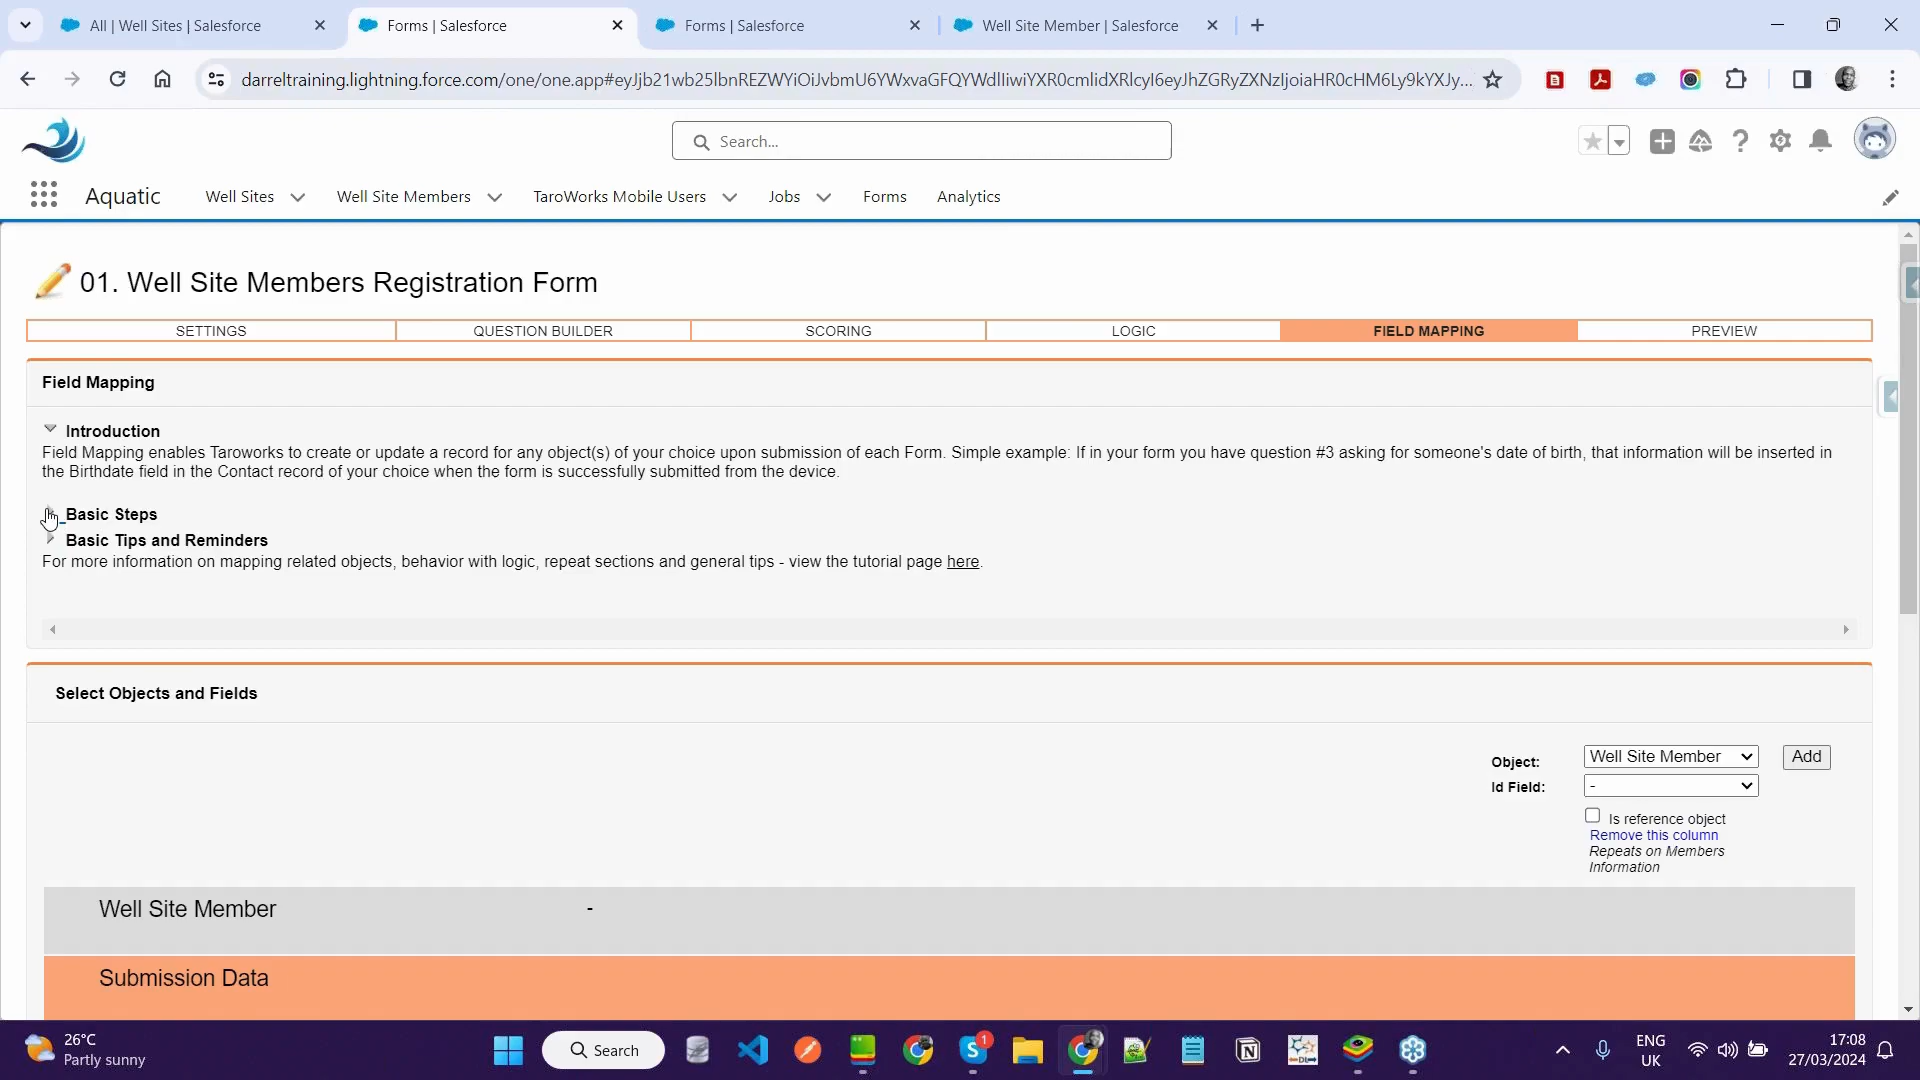 All | Well Sites | Salesforce
Forms | Salesforce
Forms | Salesforce
Well Site Member | Salesforce
Search...
Aquatic
Well Sites
Well Site Members
TaroWorks Mobile Users
Jobs
Forms
Analytics
01. Well Site Members Registration Form
SETTINGS
QUESTION BUILDER
SCORING
LOGIC
FIELD MAPPING
PREVIEW
Field Mapping
Introduction
Field Mapping enables Taroworks to create or update a record for any object(s) of your choice upon submission of each Form. Simple example: If in your form you have question #3 asking for someone's date of birth, that information will be inserted in
the Birthdate field in the Contact record of your choice when the form is successfully submitted from the device.
Basic Steps
Basic Tips and Reminders
For more information on mapping related objects, behavior with logic, repeat sections and general tips - view the tutorial page here.
Select Objects and Fields
Object:
Well Site Member
Add
Id Field:
-
Is reference object
Remove this column
Repeats on Members
Information
Well Site Member
-
Submission Data
26°C
Partly sunny
Search
1
ENG
UK
17:08
27/03/2024